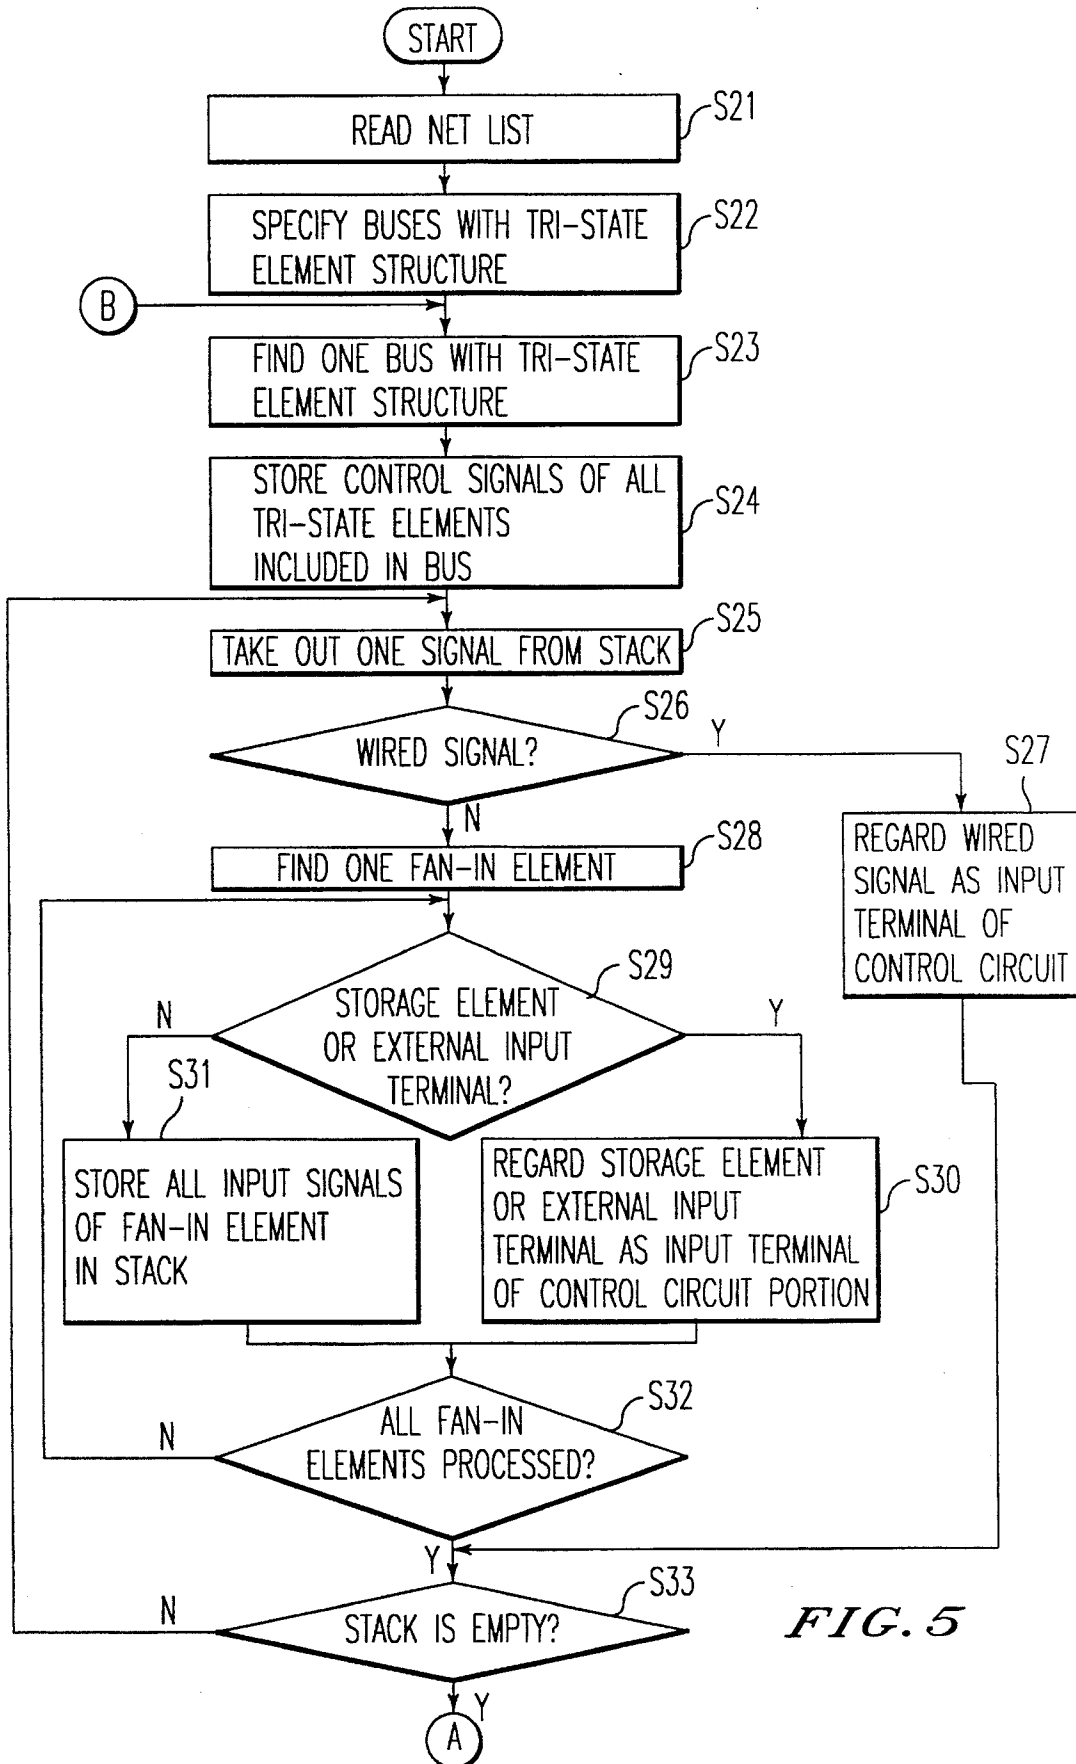 START
S21
READ NET LIST
S22
SPECIFY BUSES WITH TRI-STATE
ELEMENT STRUCTURE
B
S23
FIND ONE BUS WITH TRI-STATE
ELEMENT STRUCTURE
S24
STORE CONTROL SIGNALS OF ALL
TRI-STATE ELEMENTS
INCLUDED IN BUS
S25
TAKE OUT ONE SIGNAL FROM STACK
S26
WIRED SIGNAL?
Y
N
S27
REGARD WIRED
SIGNAL AS INPUT
TERMINAL OF
CONTROL CIRCUIT
S28
FIND ONE FAN-IN ELEMENT
S29
STORAGE ELEMENT
OR EXTERNAL INPUT
TERMINAL?
N
Y
S31
STORE ALL INPUT SIGNALS
OF FAN-IN ELEMENT
IN STACK
S30
REGARD STORAGE ELEMENT
OR EXTERNAL INPUT
TERMINAL AS INPUT TERMINAL
OF CONTROL CIRCUIT PORTION
S32
ALL FAN-IN
ELEMENTS PROCESSED?
N
Y
S33
STACK IS EMPTY?
N
Y
A
FIG. 5